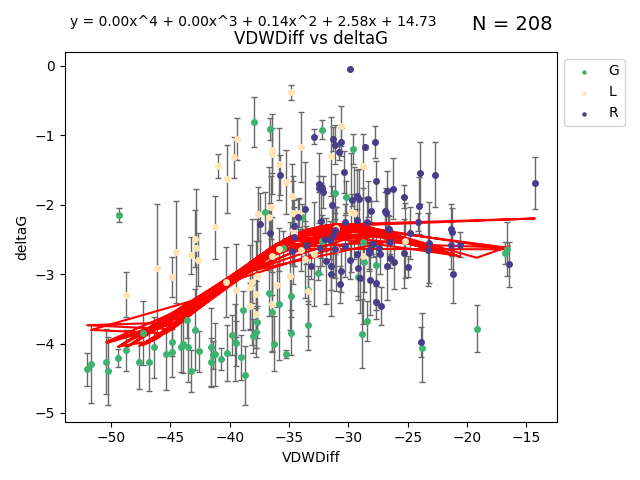 y = 0.00x^4 + 0.00x^3 + 0.14x^2 + 2.58x + 14.73
N = 208
VDWDiff vs deltaG
G
L
R
deltaG
0
−1
−2
−3
−4
−5
−50 −45 −40 −35 −30 −25 −20 −15
VDWDiff